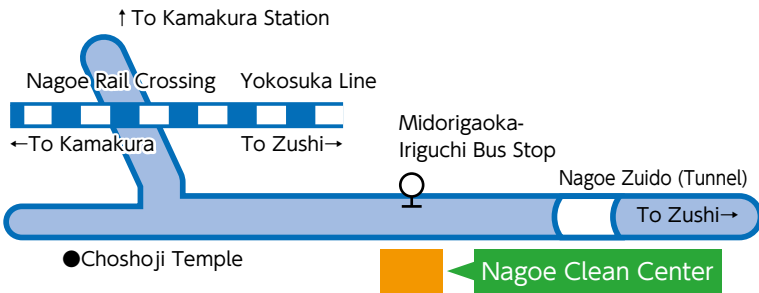 ↑To Kamakura Station
Nagoe Rail Crossing
Yokosuka Line
←To Kamakura
To Zushi→
Midorigaoka-
Iriguchi Bus Stop
Nagoe Zuido (Tunnel)
To Zushi→
●Choshoji Temple
Nagoe Clean Center